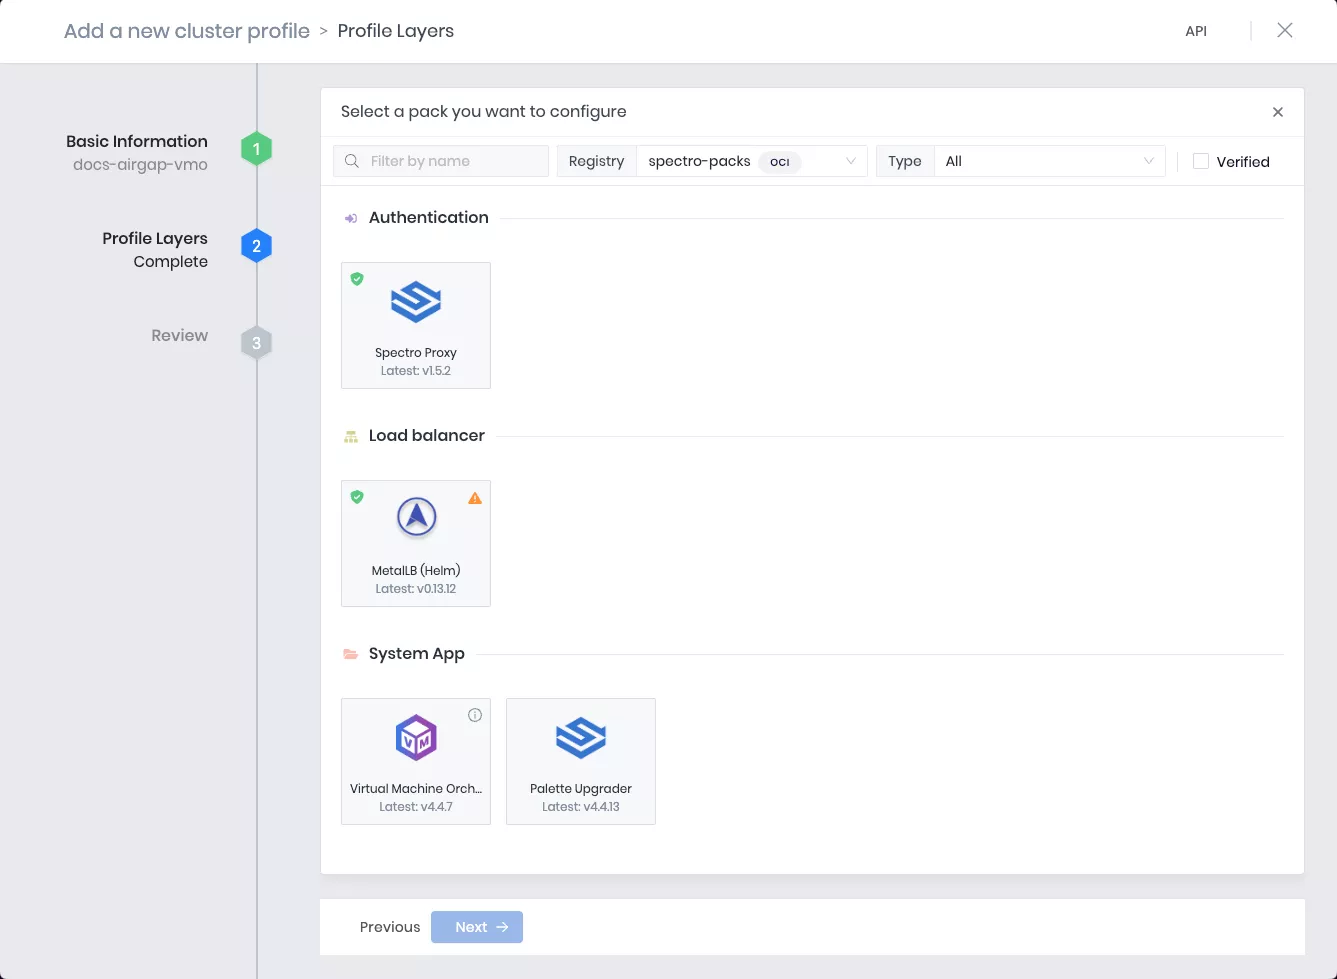 Add a new cluster profile > Profile Layers
API
Basic Information
docs-airgap-vmo
1
Profile Layers
Complete
2
Review
3
Select a pack you want to configure
Filter by name
Registry
spectro-packs OCI
Type
All
Verified
Authentication
Spectro Proxy
Latest: v1.5.2
Load balancer
MetalLB (Helm)
Latest: v0.13.12
System App
VM
Virtual Machine Orch...
Latest: v4.4.7
Palette Upgrader
Latest: v4.4.13
Previous
Next →